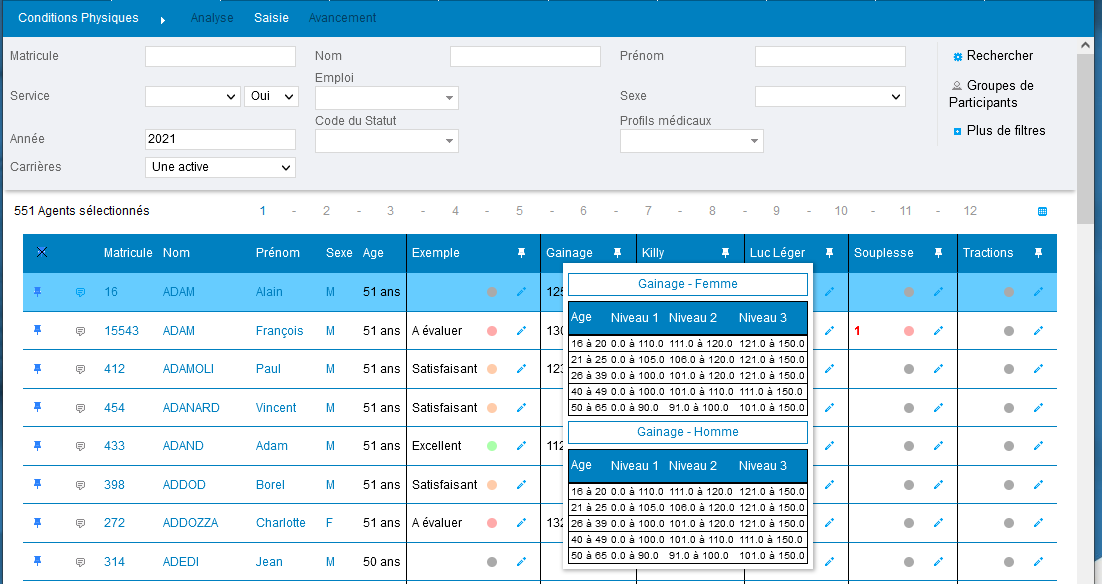 Conditions Physiques Analyse Saisie Avancement
Matricule Nom Prénom Rechercher
Emploi
Service Oui Sexe Groupes de Participants
Code du Statut Profils médicaux
Année 2021 Plus de filtres
Carrières Une active
551 Agents sélectionnés 1 - 2 - 3 - 4 - 5 - 6 - 7 - 8 - 9 - 10 - 11 - 12
Matricule Nom Prénom Sexe Age Exemple Gainage Killy Luc Léger Souplesse Tractions
16 ADAM Alain M 51 ans
15543 ADAM François M 51 ans A évaluer 1
412 ADAMOLI Paul M 51 ans Satisfaisant
454 ADANARD Vincent M 51 ans Satisfaisant
433 ADAND Adam M 51 ans Excellent
398 ADDOD Borel M 51 ans Satisfaisant
272 ADDOZZA Charlotte F 51 ans A évaluer
314 ADEDI Jean M 50 ans
Gainage - Femme
Age Niveau 1 Niveau 2 Niveau 3
16 à 20 0.0 à 110.0 111.0 à 120.0 121.0 à 150.0
21 à 25 0.0 à 105.0 106.0 à 120.0 121.0 à 150.0
26 à 39 0.0 à 100.0 101.0 à 120.0 121.0 à 150.0
40 à 49 0.0 à 100.0 101.0 à 110.0 111.0 à 150.0
50 à 65 0.0 à 90.0 91.0 à 100.0 101.0 à 150.0
Gainage - Homme
Age Niveau 1 Niveau 2 Niveau 3
16 à 20 0.0 à 110.0 111.0 à 120.0 121.0 à 150.0
21 à 25 0.0 à 105.0 106.0 à 120.0 121.0 à 150.0
26 à 39 0.0 à 100.0 101.0 à 120.0 121.0 à 150.0
40 à 49 0.0 à 100.0 101.0 à 110.0 111.0 à 150.0
50 à 65 0.0 à 90.0 91.0 à 100.0 101.0 à 150.0